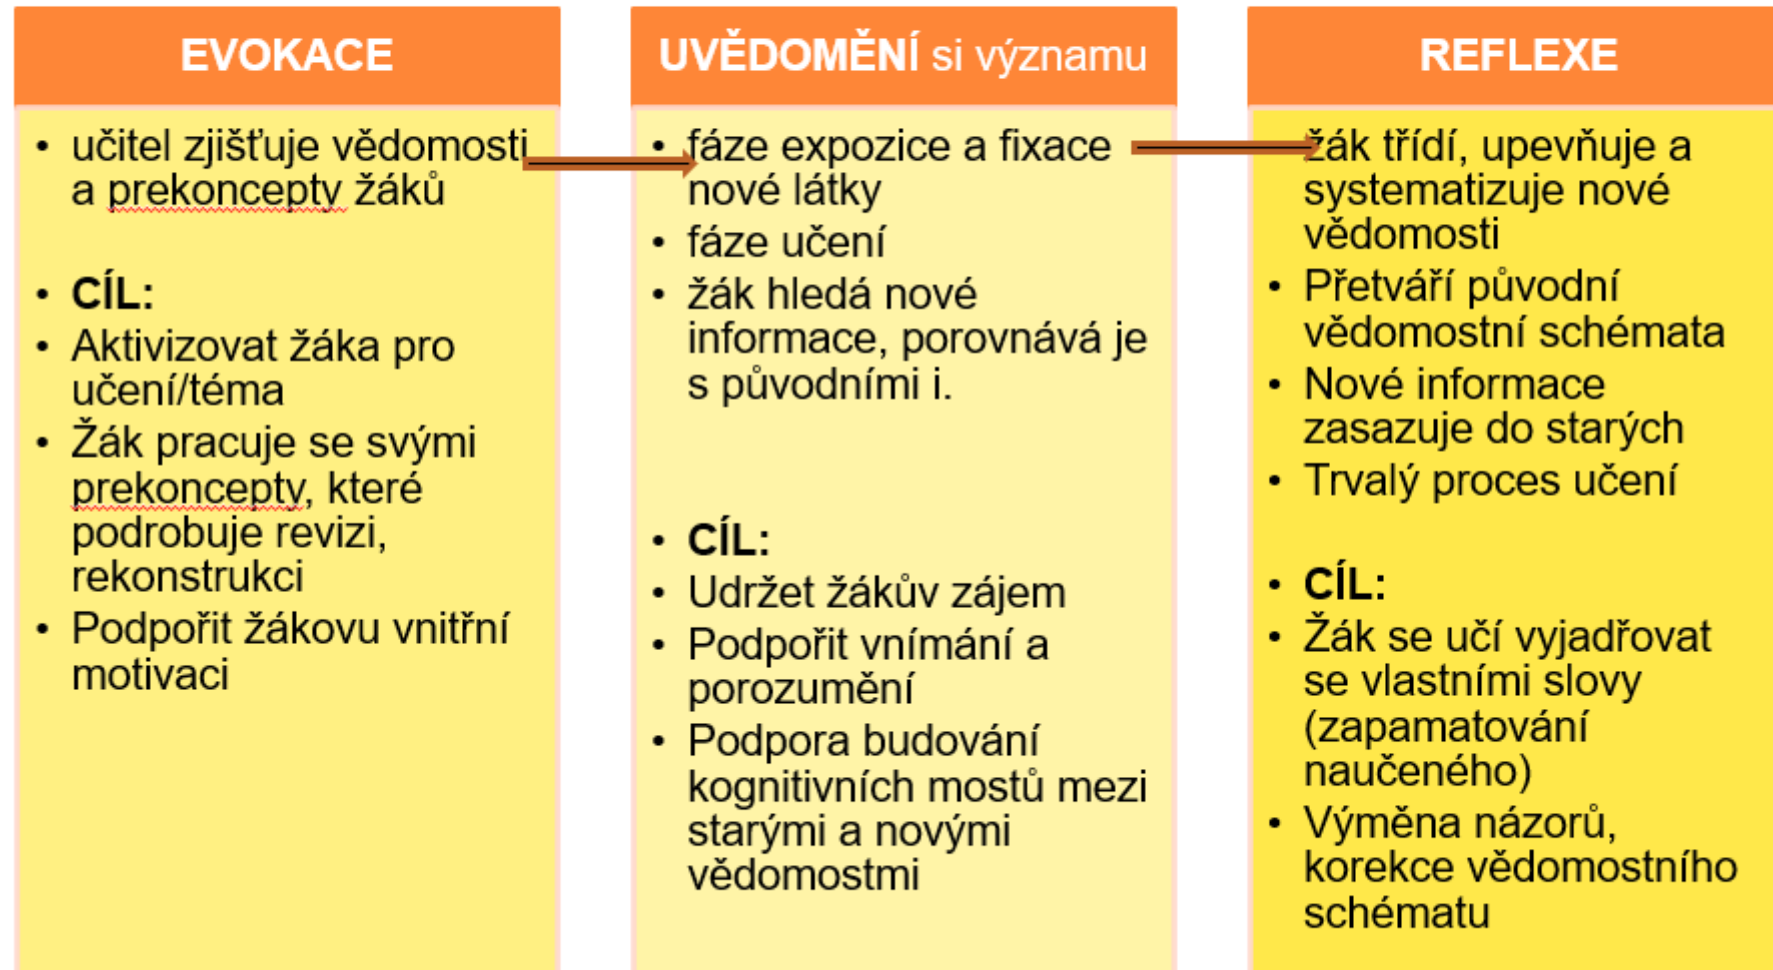 EVOKACE
• učitel zjišťuje vědomosti
a prekoncepty žáků
• CÍL:
• Aktivizovat žáka pro
učení/téma
• Žák pracuje se svými
prekoncepty, které
podrobuje revizi,
rekonstrukci
• Podpořit žákovu vnitřní
motivaci
UVĚDOMĚNÍ si významu
• fáze expozice a fixace
nové látky
• fáze učení
• žák hledá nové
informace, porovnává je
s původními i.
• CÍL:
• Udržet žákův zájem
• Podpořit vnímání a
porozumění
• Podpora budování
kognitivních mostů mezi
starými a novými
vědomostmi
REFLEXE
žák třídí, upevňuje a
systematizuje nové
vědomosti
• Přetváří původní
vědomostní schémata
• Nové informace
zasazuje do starých
• Trvalý proces učení
• CÍL:
• Žák se učí vyjadřovat
se vlastními slovy
(zapamatování
naučeného)
• Výměna názorů,
korekce vědomostního
schématu